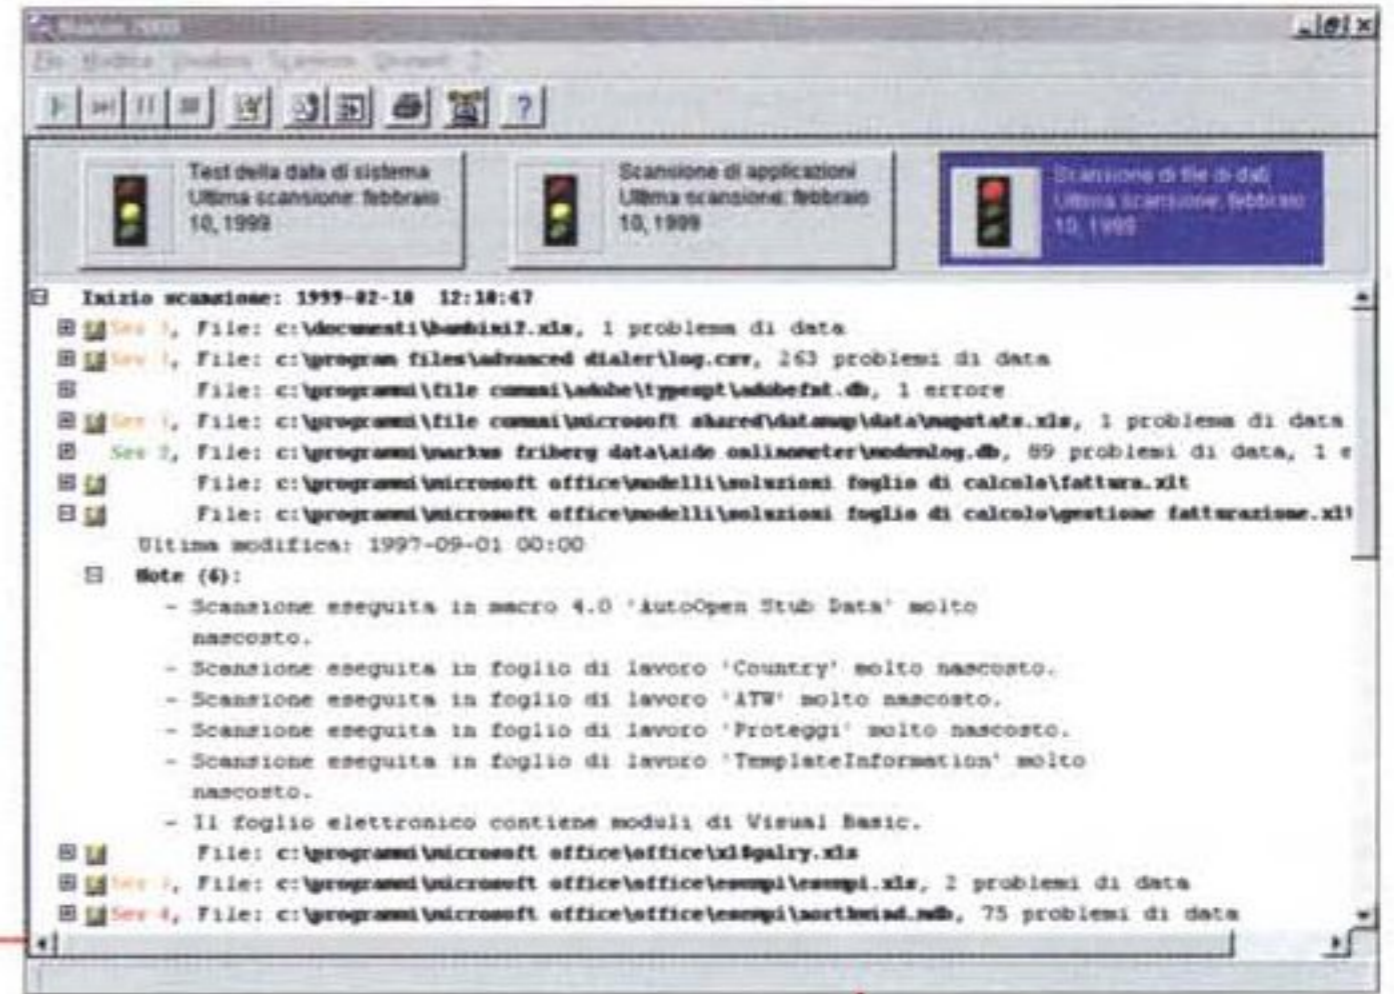 Test della data di sistema
Ultima scansione: febbraio
10, 1999
Scansione di applicazioni
Ultima scansione: febbraio
10, 1999
Scansione di file di dati
Ultima scansione: febbraio
10, 1999
Inizio scansione: 1999-02-10 12:10:47
File: c:\documenti\bambini7.xls, 1 problema di data
File: c:\program files\advanced dialer\log.csv, 263 problemi di data
File: c:\programmi\file comuni\adobe\typespt\adobefnt.db, 1 errore
File: c:\programmi\file comuni\microsoft shared\datamap\data\mapstats.xls, 1 problema di data
File: c:\programmi\markus friberg data\aide onlinometer\modemlog.db, 89 problemi di data, 1 e
File: c:\programmi\microsoft office\modelli\soluzioni foglio di calcolo\fattura.xlt
File: c:\programmi\microsoft office\modelli\soluzioni foglio di calcolo\gestione fatturazione.xlt
Ultima modifica: 1997-09-01 00:00
Note (6):
- Scansione eseguita in macro 4.0 'AutoOpen Stub Data' molto
nascosto.
- Scansione eseguita in foglio di lavoro 'Country' molto nascosto.
- Scansione eseguita in foglio di lavoro 'ATW' molto nascosto.
- Scansione eseguita in foglio di lavoro 'Proteggi' molto nascosto.
- Scansione eseguita in foglio di lavoro 'TemplateInformation' molto
nascosto.
- Il foglio elettronico contiene moduli di Visual Basic.
File: c:\programmi\microsoft office\office\xl8galry.xls
File: c:\programmi\microsoft office\office\esempi\esempi.xls, 2 problemi di data
Sev 4, File: c:\programmi\microsoft office\office\esempi\northwind.mdb, 75 problemi di data